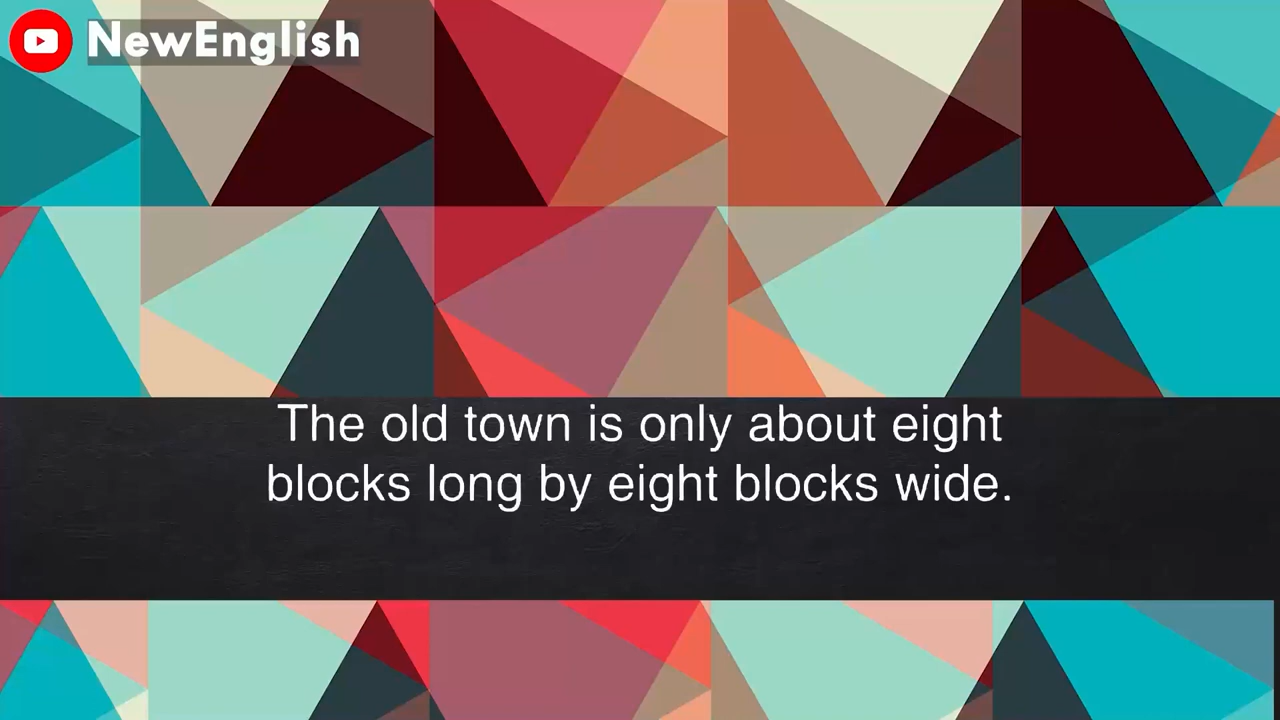 NewEnglish
The old town is only about eight
blocks long by eight blocks wide.